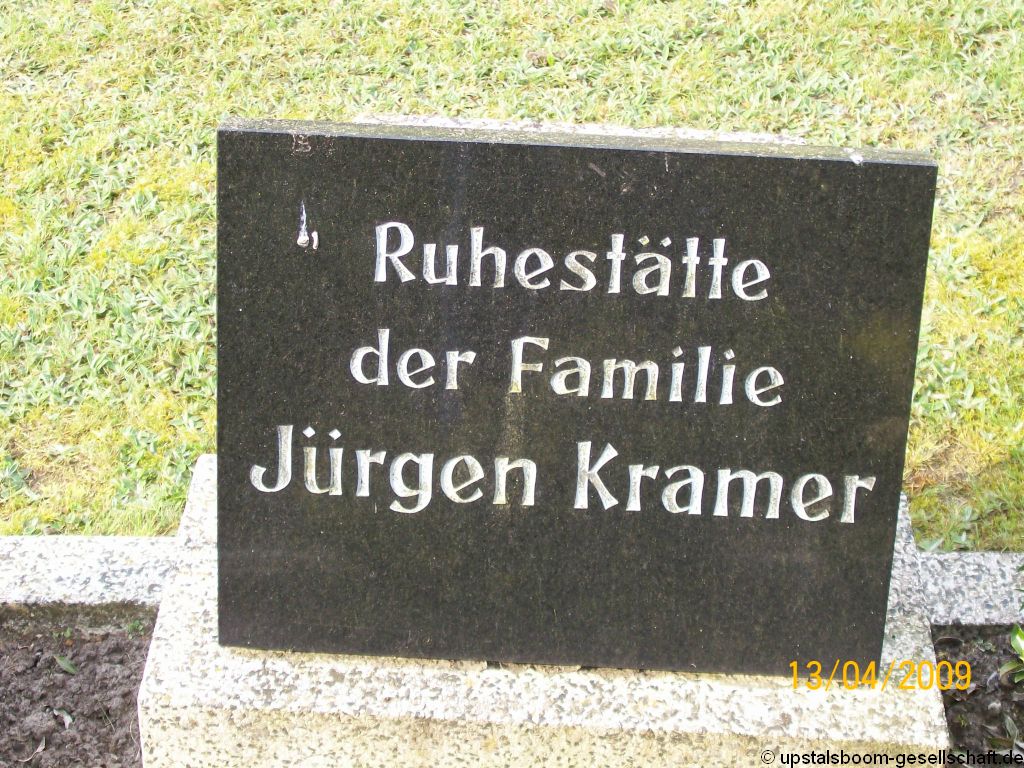 Ruhestätte
der Familie
Jürgen Kramer
13/04/2009
© upstalsboom-gesellschaft.de